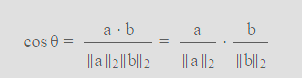 cos θ = a · b / ||a||₂||b||₂ = a / ||a||₂ · b / ||b||₂